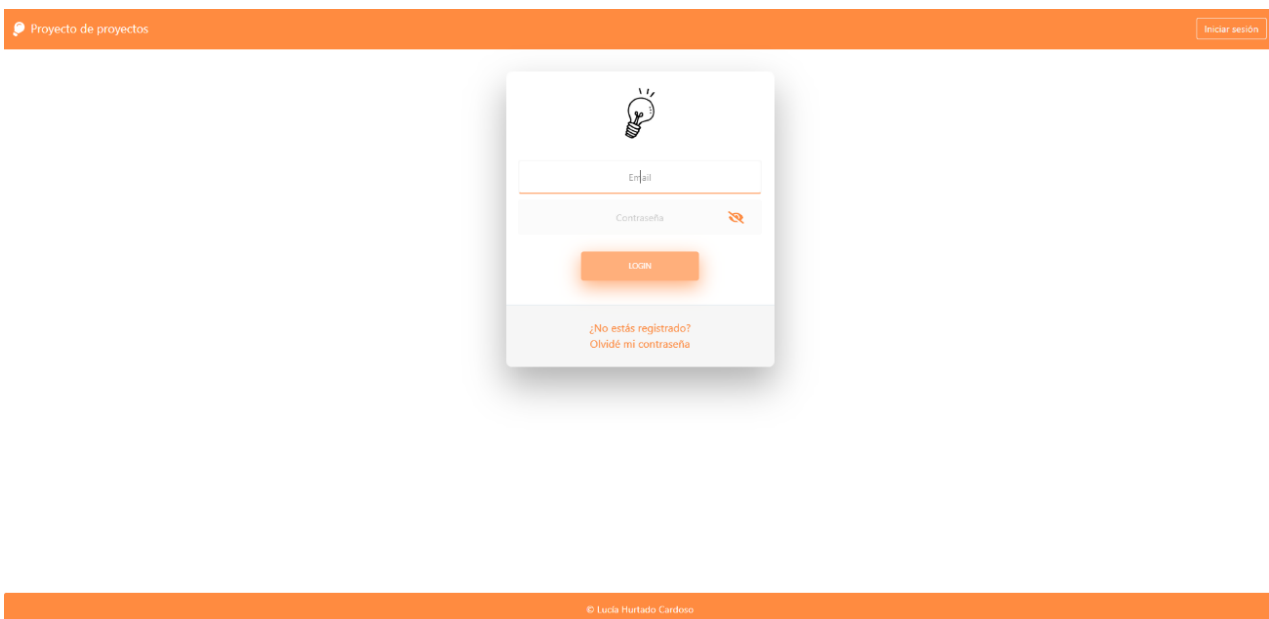 Proyecto de proyectos
Iniciar sesión
Email
Contraseña
LOGIN
¿No estás registrado?
Olvidé mi contraseña
© Lucía Hurtado Cardoso